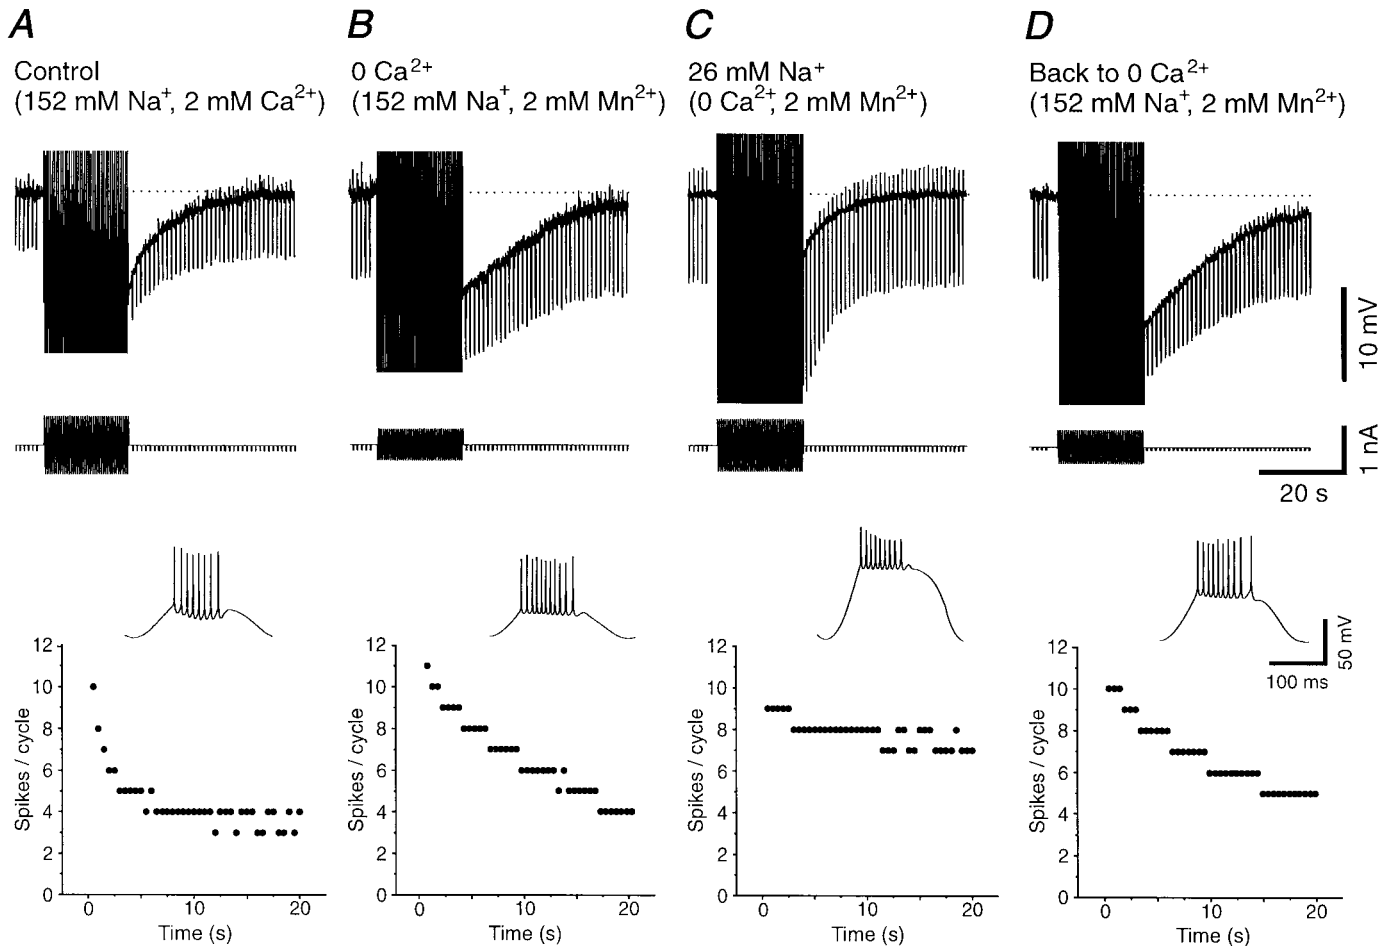 A
Control
(152 mM Na+, 2 mM Ca2+)
B
0 Ca2+
(152 mM Na+, 2 mM Mn2+)
C
26 mM Na+
(0 Ca2+, 2 mM Mn2+)
D
Back to 0 Ca2+
(152 mM Na+, 2 mM Mn2+)
10 mV
1 nA
20 s
50 mV
100 ms
Spikes / cycle
12
10
8
6
4
2
0
0 10 20
Time (s)
Spikes / cycle
12
10
8
6
4
2
0
0 10 20
Time (s)
Spikes / cycle
12
10
8
6
4
2
0
0 10 20
Time (s)
Spikes / cycle
12
10
8
6
4
2
0
0 10 20
Time (s)